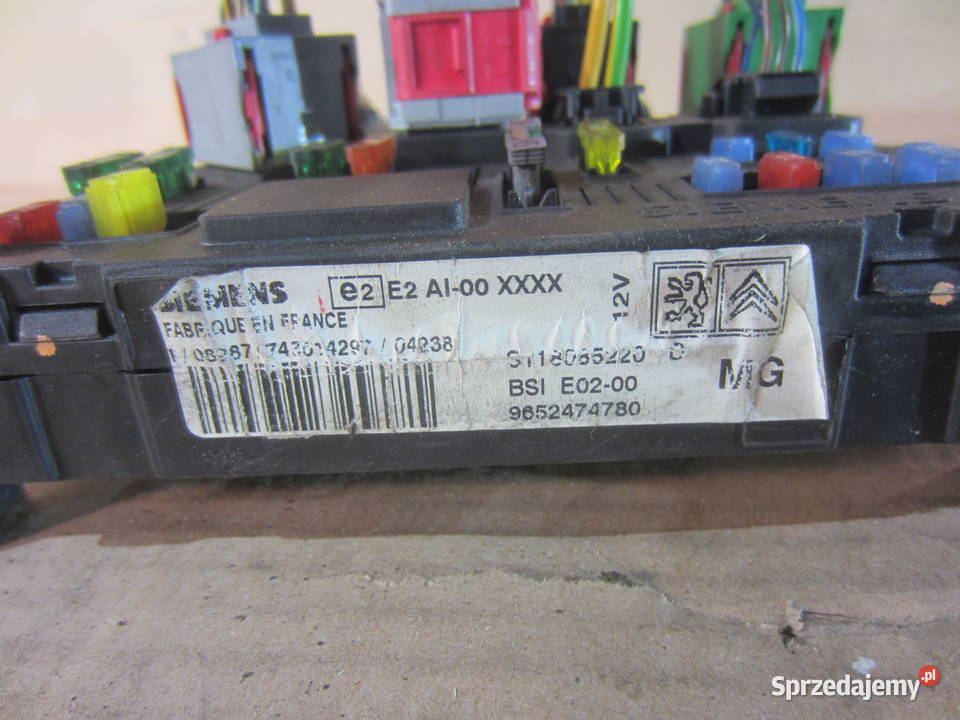 SIEMENS
e2 E2 AI-00 XXXX
12V
FABRIQUE EN FRANCE
/ 04238
S118085220 D
BSI E02-00
9652474780
MG
Sprzedajemy.pl